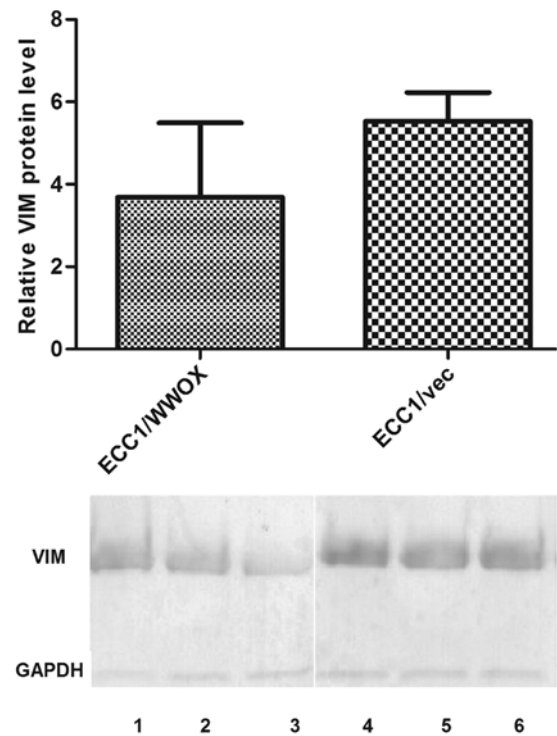 Relative VIM protein level
8
6
4
2
0
ECC1/WWOX
ECC1/vec
VIM
GAPDH
1 2 3 4 5 6